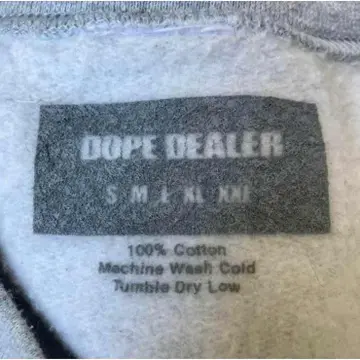 DOPE DEALER
S M L XL XXL
100% Cotton
Machine Wash Cold
Tumble Dry Low